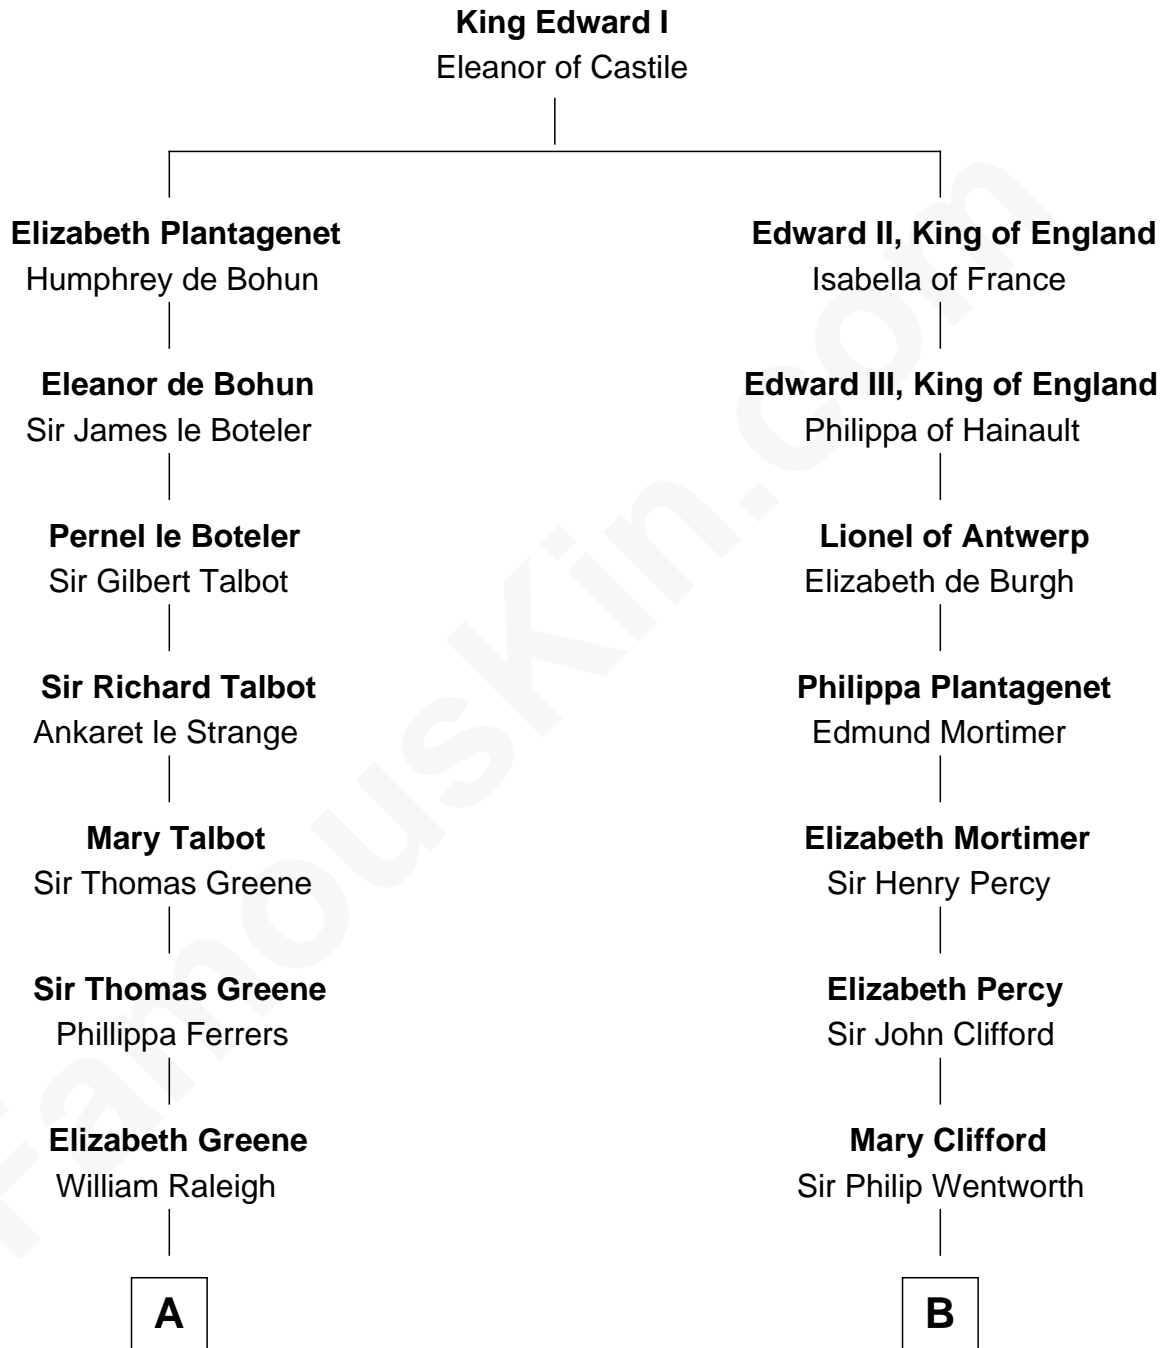 King Edward I
Eleanor of Castile
Elizabeth Plantagenet
Humphrey de Bohun
Eleanor de Bohun
Sir James le Boteler
Pernel le Boteler
Sir Gilbert Talbot
Sir Richard Talbot
Ankaret le Strange
Mary Talbot
Sir Thomas Greene
Sir Thomas Greene
Phillippa Ferrers
Elizabeth Greene
William Raleigh
A
Edward II, King of England
Isabella of France
Edward III, King of England
Philippa of Hainault
Lionel of Antwerp
Elizabeth de Burgh
Philippa Plantagenet
Edmund Mortimer
Elizabeth Mortimer
Sir Henry Percy
Elizabeth Percy
Sir John Clifford
Mary Clifford
Sir Philip Wentworth
B
FamousKin.com